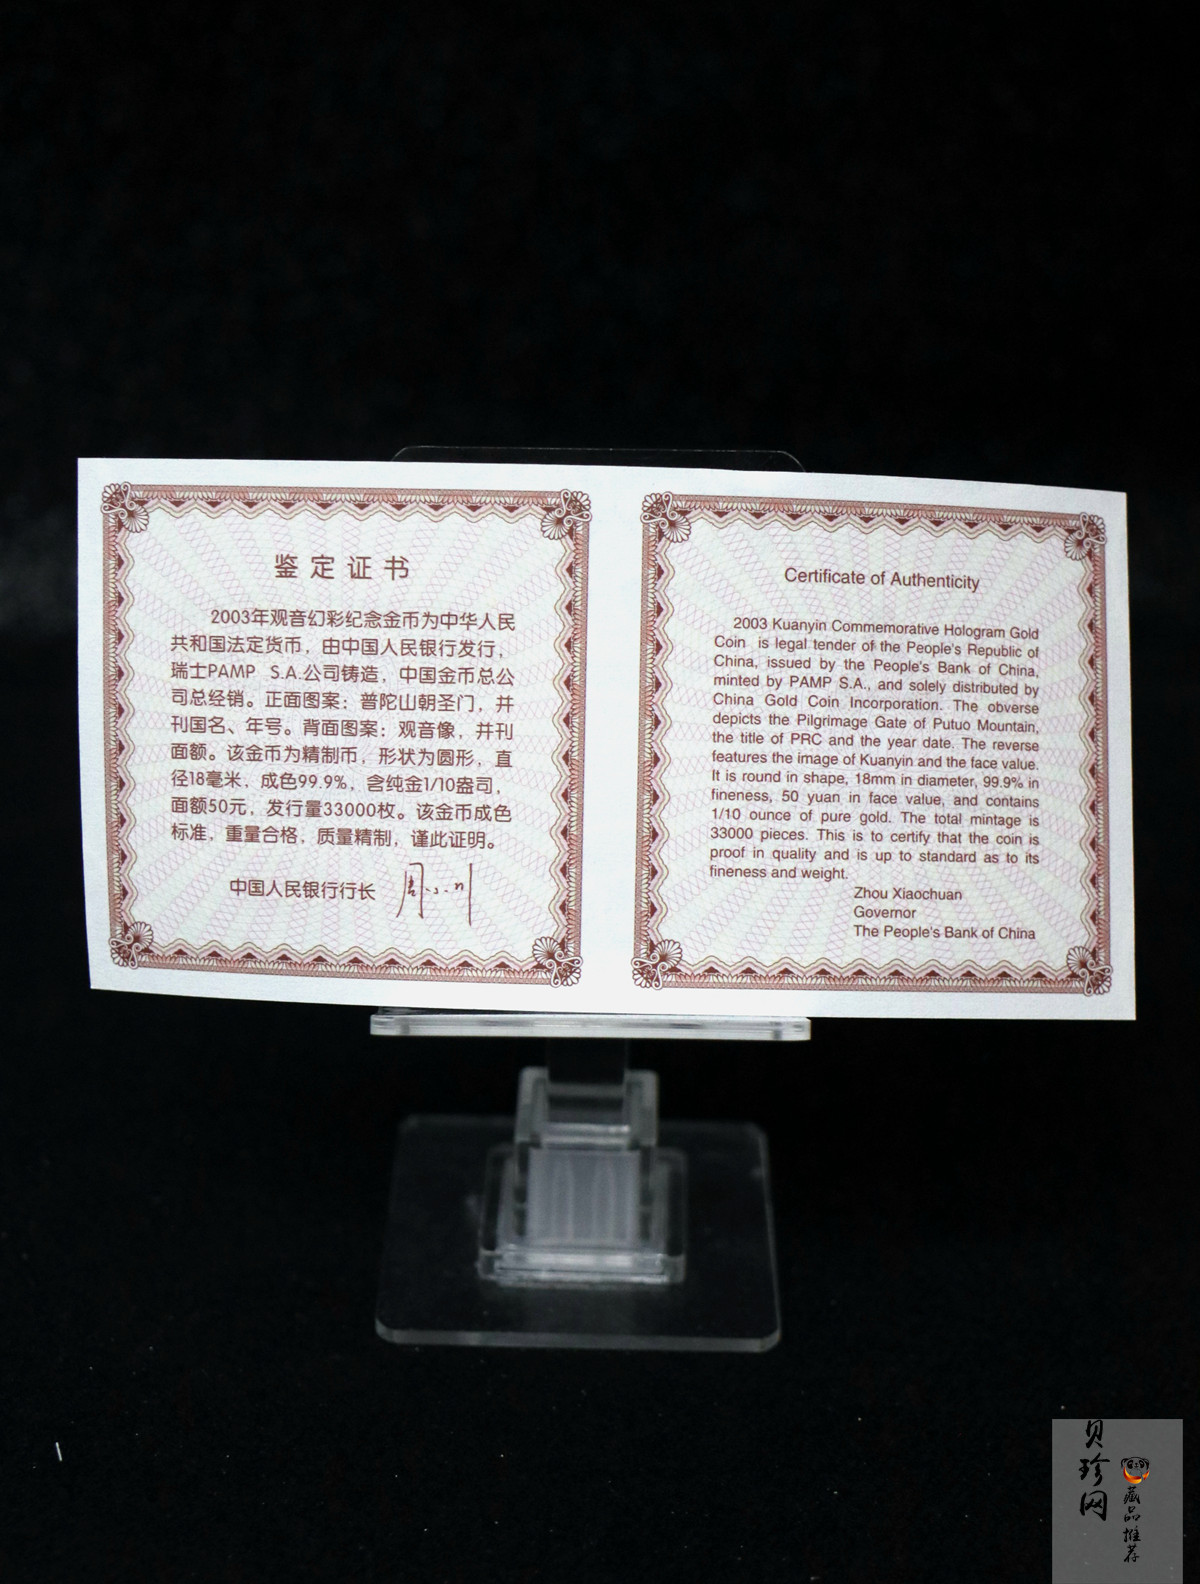 鉴定证书
2003年观音幻彩纪念金币为中华人民
共和国法定货币，由中国人民银行发行，
瑞士PAMP S.A.公司铸造，中国金币总公
司总经销。正面图案：普陀山朝圣门，并
刊国名、年号。背面图案：观音像，并刊
面额。该金币为精制币，形状为圆形，直
径18毫米，成色99.9%，含纯金1/10盎司，
面额50元，发行量33000枚。该金币成色
标准，重量合格，质量精制，谨此证明。
中国人民银行行长 周小川
Certificate of Authenticity
2003 Kuanyin Commemorative Hologram Gold
Coin is legal tender of the People's Republic of
China, issued by the People's Bank of China,
minted by PAMP S.A., and solely distributed by
China Gold Coin Incorporation. The obverse
depicts the Pilgrimage Gate of Putuo Mountain,
the title of PRC and the year date. The reverse
features the image of Kuanyin and the face value.
It is round in shape, 18mm in diameter, 99.9% in
fineness, 50 yuan in face value, and contains
1/10 ounce of pure gold. The total mintage is
33000 pieces. This is to certify that the coin is
proof in quality and is up to standard as to its
fineness and weight.
Zhou Xiaochuan
Governor
The People's Bank of China
贝珍网
藏品推荐